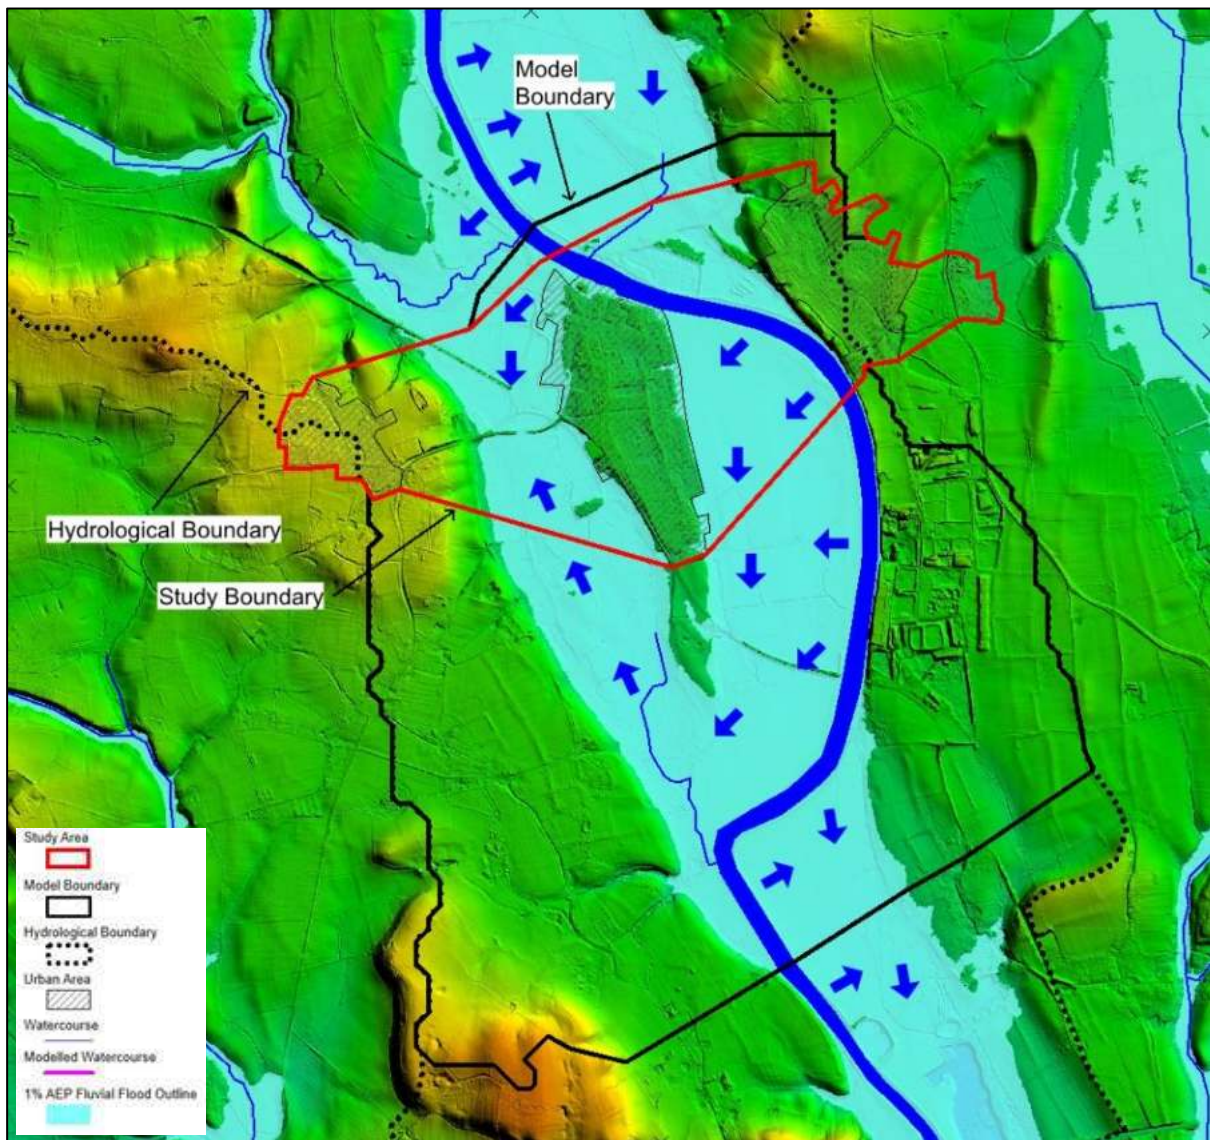 Model
Boundary
Hydrological Boundary
Study Boundary
Study Area
Model Boundary
Hydrological Boundary
Urban Area
Watercourse
Modelled Watercourse
1% AEP Fluvial Flood Outline